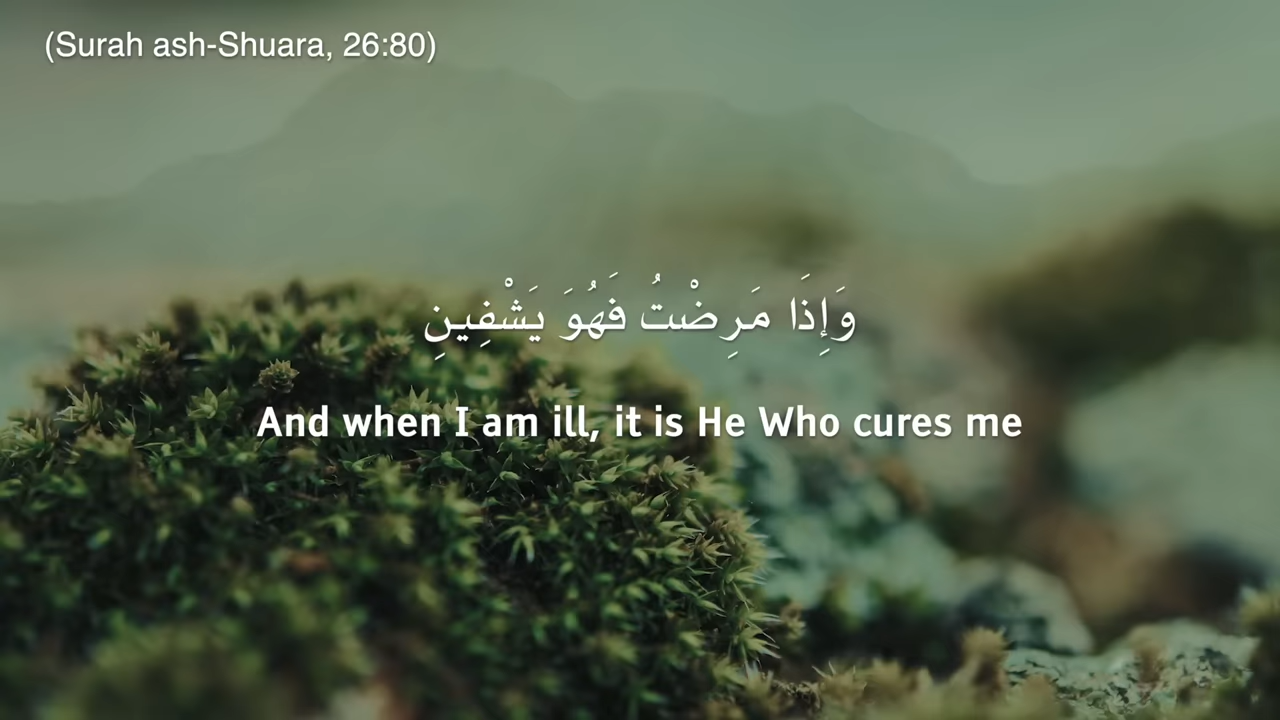 (Surah ash-Shuara, 26:80)
وَإِذَا مَرِضْتُ فَهُوَ يَشْفِينِ
And when I am ill, it is He Who cures me